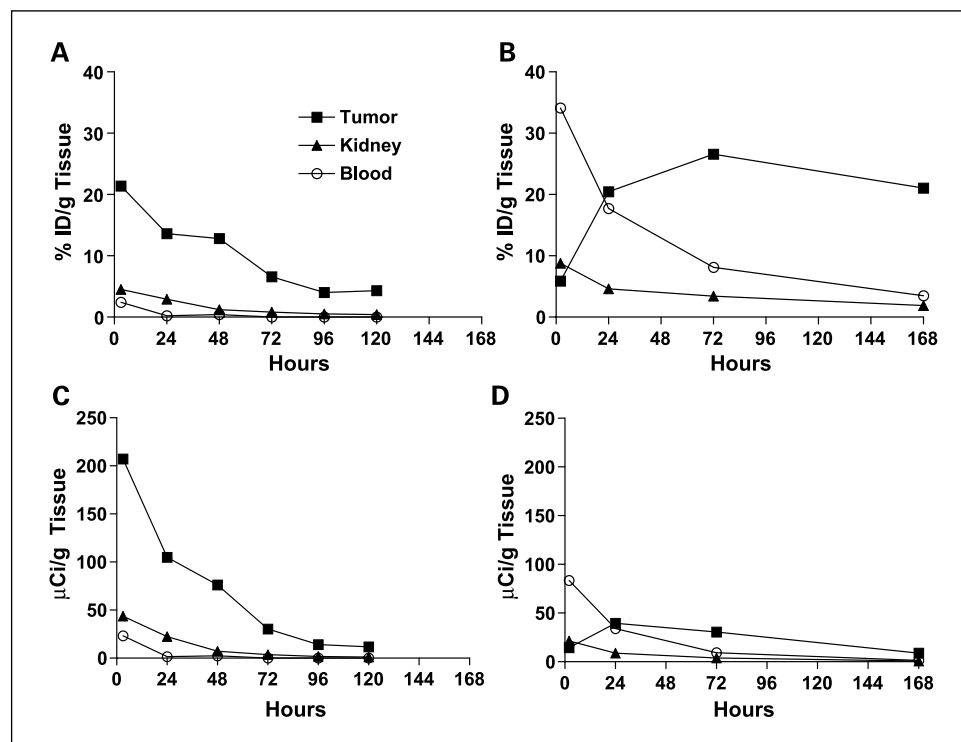 A
% ID/g Tissue
40
30
20
10
0
0 24 48 72 96 120 144 168
Hours
Tumor
Kidney
Blood
B
% ID/g Tissue
40
30
20
10
0
0 24 48 72 96 120 144 168
Hours
C
μCi/g Tissue
250
200
150
100
50
0
0 24 48 72 96 120 144 168
Hours
D
μCi/g Tissue
250
200
150
100
50
0
0 24 48 72 96 120 144 168
Hours